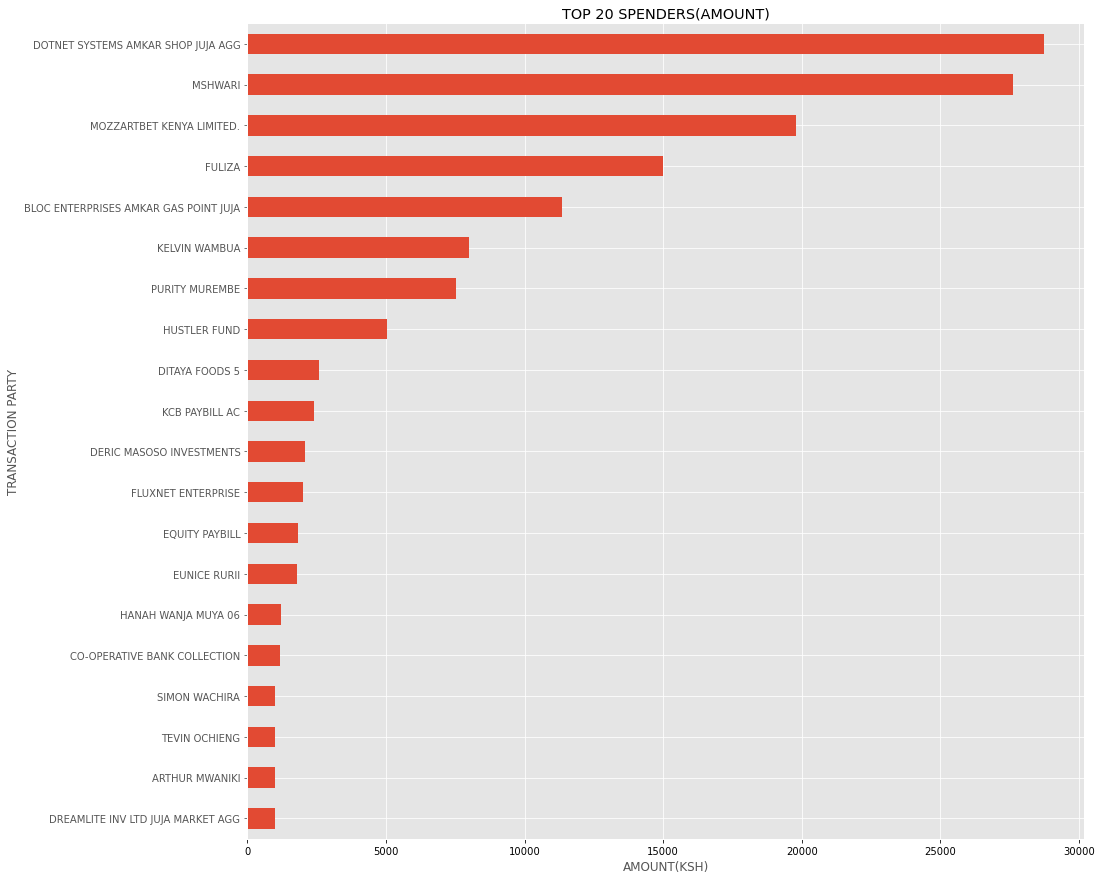 TOP 20 SPENDERS(AMOUNT)
DOTNET SYSTEMS AMKAR SHOP JUJA AGG
MSHWARI
MOZZARTBET KENYA LIMITED.
FULIZA
BLOC ENTERPRISES AMKAR GAS POINT JUJA
KELVIN WAMBUA
PURITY MUREMBE
HUSTLER FUND
DITAYA FOODS 5
KCB PAYBILL AC
DERIC MASOSO INVESTMENTS
FLUXNET ENTERPRISE
EQUITY PAYBILL
EUNICE RURII
HANAH WANJA MUYA 06
CO-OPERATIVE BANK COLLECTION
SIMON WACHIRA
TEVIN OCHIENG
ARTHUR MWANIKI
DREAMLITE INV LTD JUJA MARKET AGG
TRANSACTION PARTY
0 5000 10000 15000 20000 25000 30000
AMOUNT(KSH)